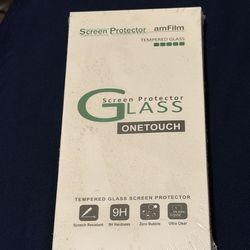 Screen Protector amFilm
TEMPERED GLASS
Screen Protector
GLASS
ONETOUCH
TEMPERED GLASS SCREEN PROTECTOR
9H
Scratch Resistant 9H Hardness Zero Bubble Ultra Clear